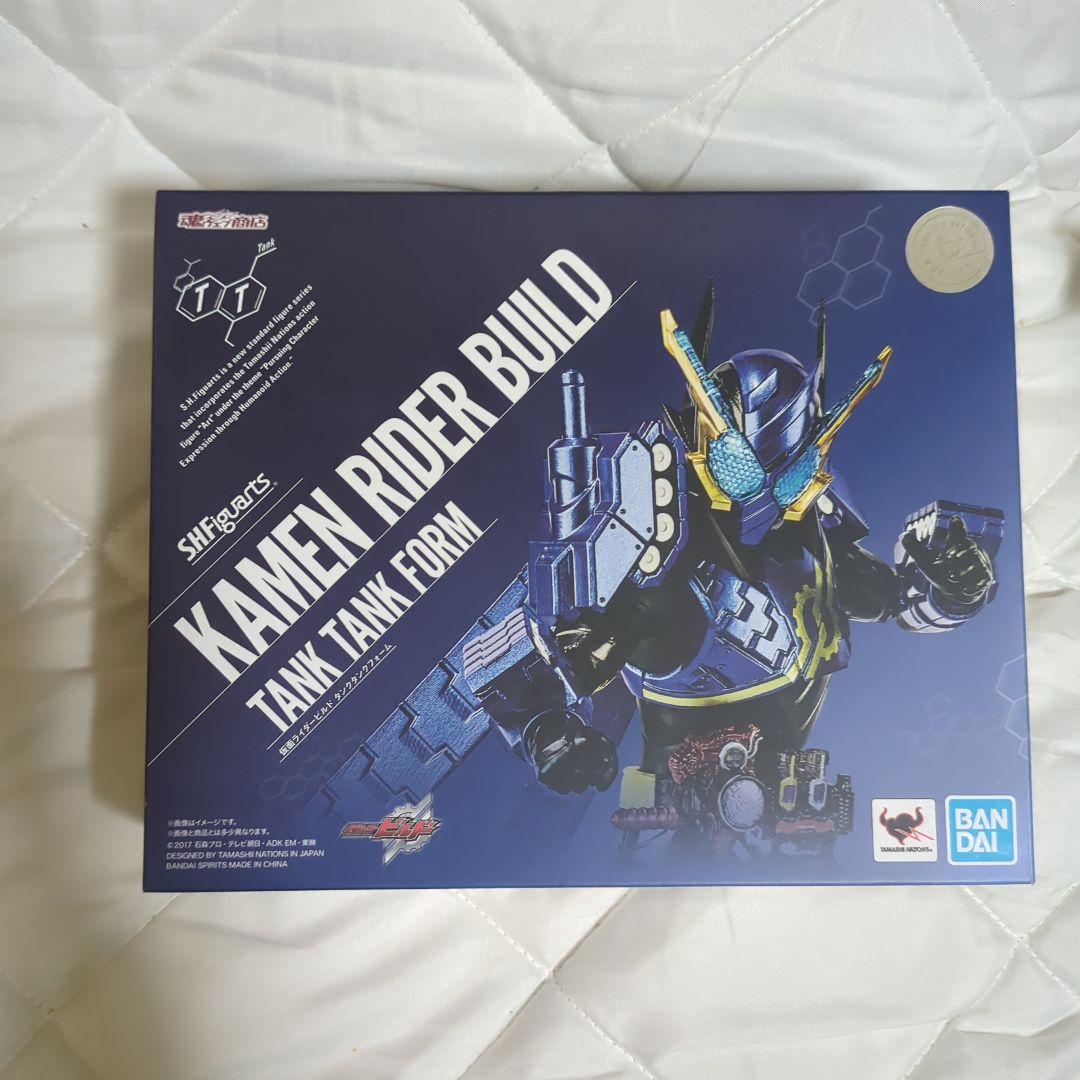 魂ウェブ商店
Tank
T T
S.H.Figuarts is a new standard figure series
that incorporates the Tamashii Nations action
figure "Art" under the theme "Pursuing Character
Expression through Humanoid Action."
S.H.Figuarts
KAMEN RIDER BUILD
TANK TANK FORM
仮面ライダービルド タンクタンクフォーム
仮面ライダービルド
※画像はイメージです。
※画像と商品とは多少異なります。
©2017 石森プロ・テレビ朝日・ADK EM・東映
DESIGNED BY TAMASHII NATIONS IN JAPAN
BANDAI SPIRITS MADE IN CHINA
TAMASHII NATIONS
BAN
DAI